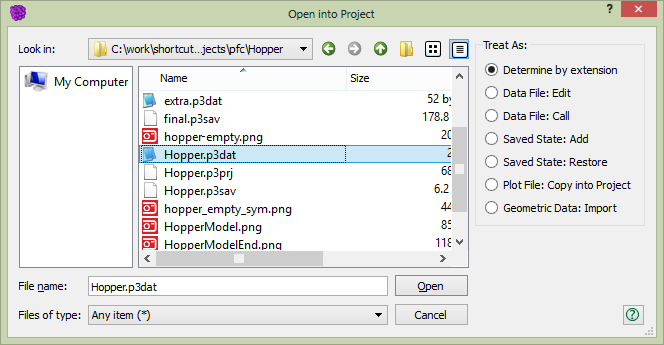 Open into Project
?
Look in:
C:\work\shortcut...jects\pfc\Hopper
My Computer
Name
Size
extra.p3dat
52 by
final.p3sav
178.8
hopper-empty.png
20
Hopper.p3dat
2
Hopper.p3prj
68
Hopper.p3sav
6.2
hopper_empty_sym.png
44
HopperModel.png
85
HopperModelEnd.png
118
Treat As:
Determine by extension
Data File: Edit
Data File: Call
Saved State: Add
Saved State: Restore
Plot File: Copy into Project
Geometric Data: Import
File name:
Hopper.p3dat
Open
Files of type:
Any item (*)
Cancel
?